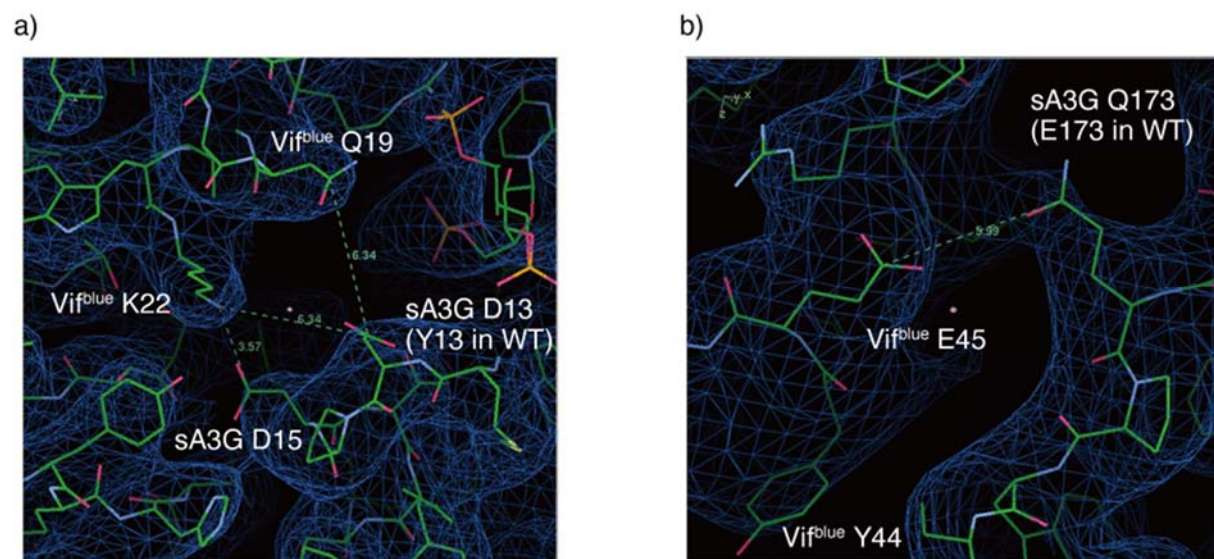 a)
b)
Vifblue Q19
6.34
Vifblue K22
6.34
3.57
sA3G D13
(Y13 in WT)
sA3G D15
sA3G Q173
(E173 in WT)
5.99
Vifblue E45
Vifblue Y44